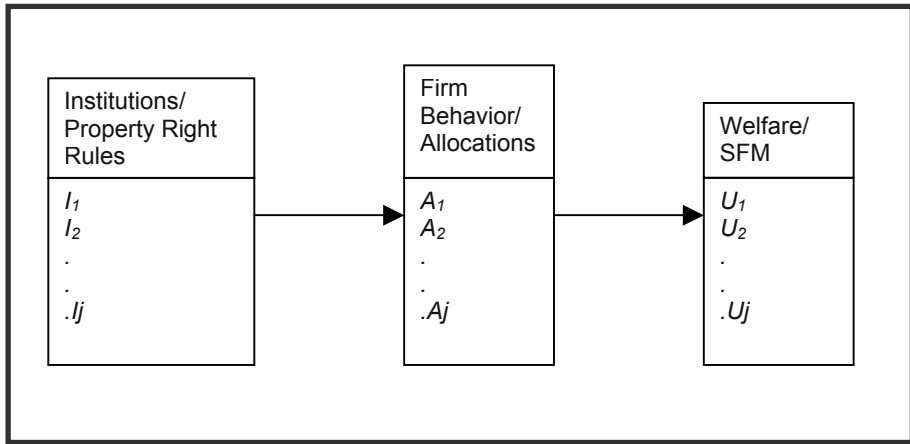 Institutions/
Property Right
Rules
I₁
I₂
.
.
.Ij
Firm
Behavior/
Allocations
A₁
A₂
.
.
.Aj
Welfare/
SFM
U₁
U₂
.
.
.Uj